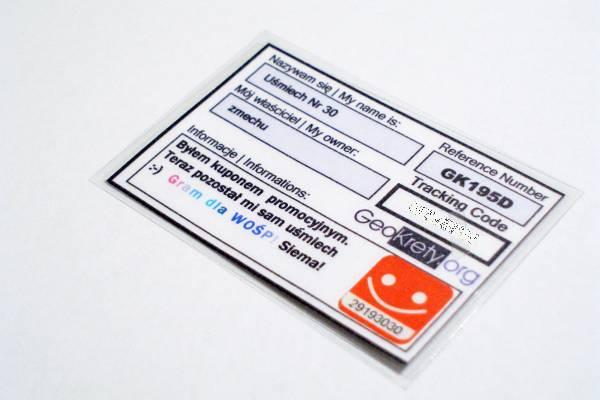 Nazywam się | My name is:
Uśmiech Nr 30
Mój właściciel | My owner:
zmechu
Reference Number
GK195D
Tracking Code
Informacje | Informations:
Byłem kuponem promocyjnym.
Teraz pozostał mi sam uśmiech
:-) Gram dla WOŚP! Siema!
GeoKrety.org
29193030